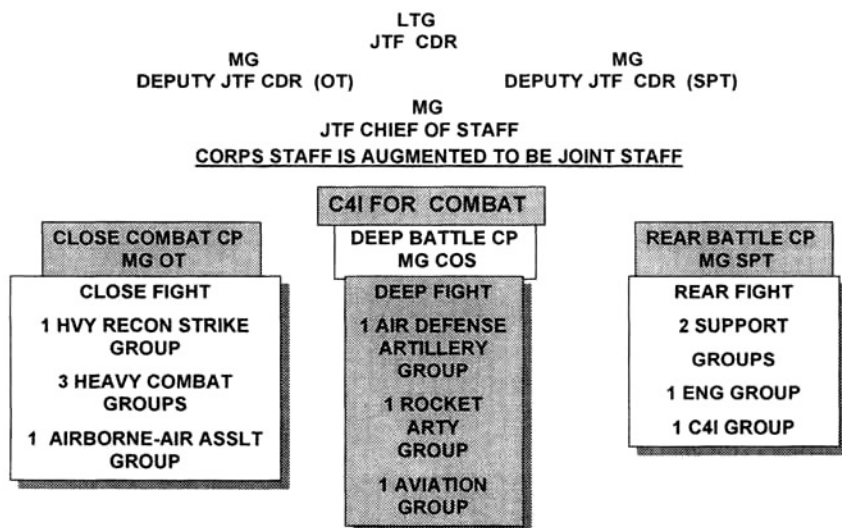 LTG
JTF CDR
MG
DEPUTY JTF CDR (OT)
MG
DEPUTY JTF CDR (SPT)
MG
JTF CHIEF OF STAFF
CORPS STAFF IS AUGMENTED TO BE JOINT STAFF
C4I FOR COMBAT
CLOSE COMBAT CP
MG OT
CLOSE FIGHT
1 HVY RECON STRIKE
GROUP
3 HEAVY COMBAT
GROUPS
1 AIRBORNE-AIR ASSLT
GROUP
DEEP BATTLE CP
MG COS
DEEP FIGHT
1 AIR DEFENSE
ARTILLERY
GROUP
1 ROCKET
ARTY
GROUP
1 AVIATION
GROUP
REAR BATTLE CP
MG SPT
REAR FIGHT
2 SUPPORT
GROUPS
1 ENG GROUP
1 C4I GROUP